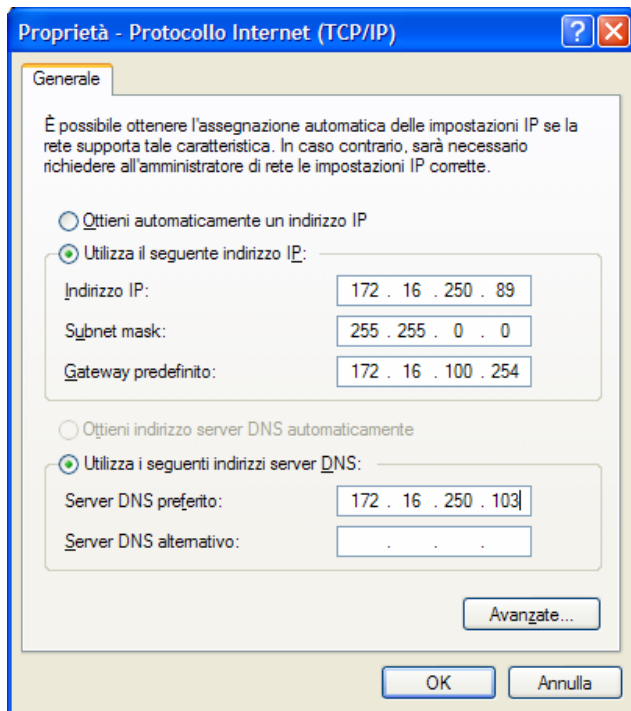 Proprietà - Protocollo Internet (TCP/IP)
Generale
È possibile ottenere l'assegnazione automatica delle impostazioni IP se la
rete supporta tale caratteristica. In caso contrario, sarà necessario
richiedere all'amministratore di rete le impostazioni IP corrette.
Ottieni automaticamente un indirizzo IP
Utilizza il seguente indirizzo IP:
Indirizzo IP: 172 . 16 . 250 . 89
Subnet mask: 255 . 255 . 0 . 0
Gateway predefinito: 172 . 16 . 100 . 254
Ottieni indirizzo server DNS automaticamente
Utilizza i seguenti indirizzi server DNS:
Server DNS preferito: 172 . 16 . 250 . 103
Server DNS alternativo: . . .
Avanzate...
OK Annulla